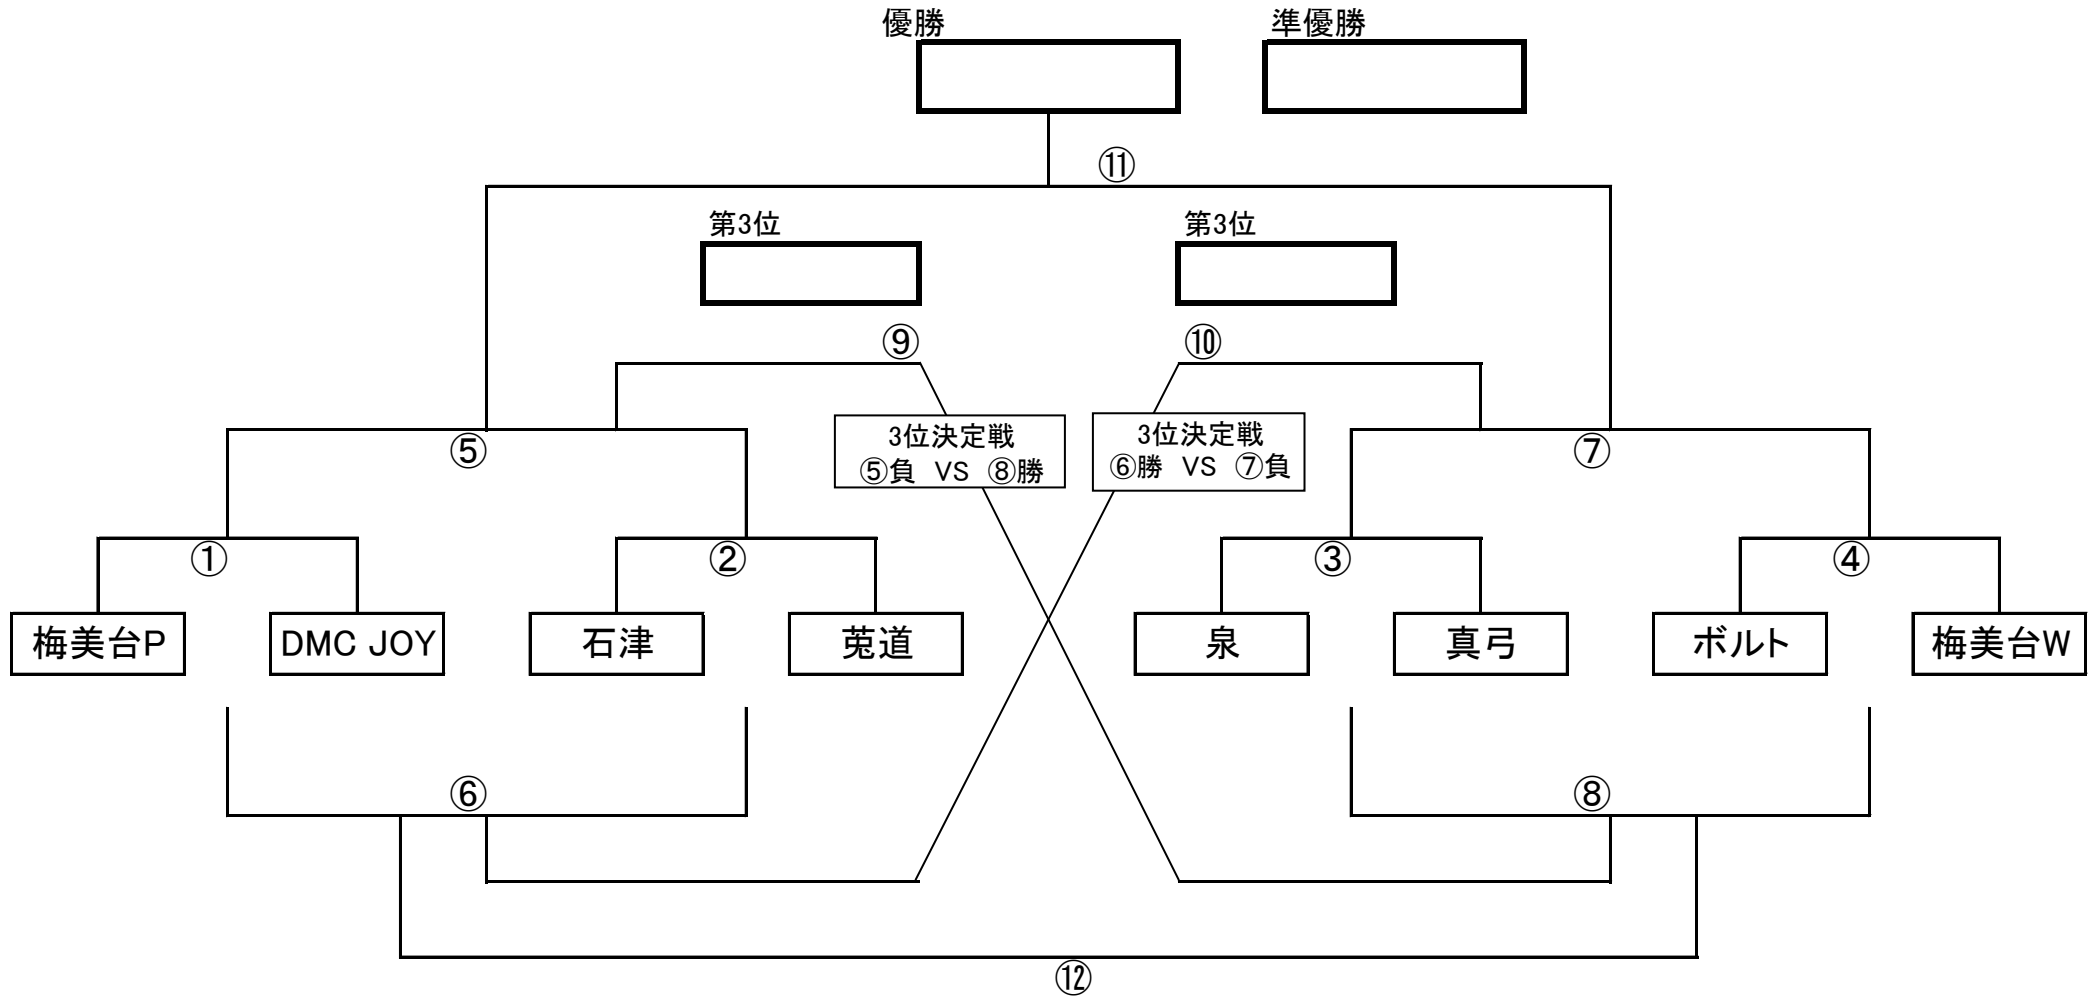 優勝
準優勝
⑪
第3位
第3位
⑨
⑩
3位決定戦
⑤負 VS ⑧勝
3位決定戦
⑥勝 VS ⑦負
⑤
⑦
①
②
③
④
梅美台P
DMC JOY
石津
莵道
泉
真弓
ボルト
梅美台W
⑥
⑧
⑫